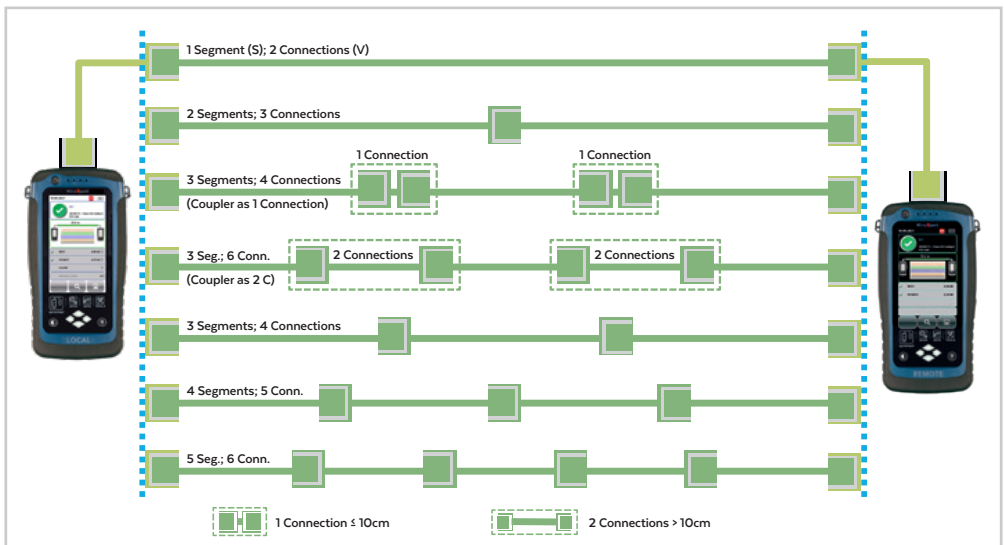 1 Segment (S); 2 Connections (V)
2 Segments; 3 Connections
1 Connection
1 Connection
3 Segments; 4 Connections
(Coupler as 1 Connection)
3 Seg.; 6 Conn.
2 Connections
2 Connections
(Coupler as 2 C)
3 Segments; 4 Connections
LOCAL
REMOTE
4 Segments; 5 Conn.
5 Seg.; 6 Conn.
1 Connection ≤ 10cm
2 Connections > 10cm